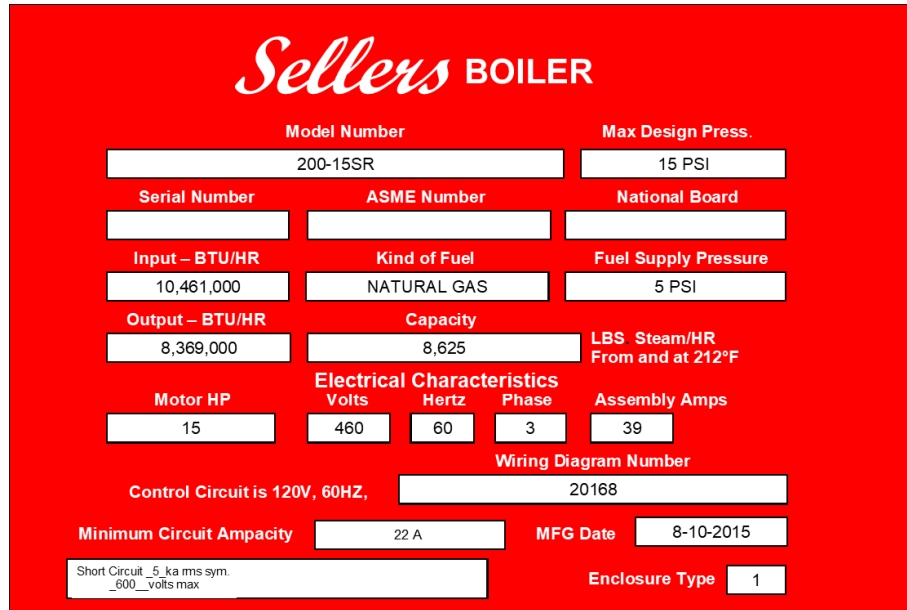 Sellers BOILER
Model Number Max Design Press.
200-15SR 15 PSI
Serial Number ASME Number National Board
Input – BTU/HR Kind of Fuel Fuel Supply Pressure
10,461,000 NATURAL GAS 5 PSI
Output – BTU/HR Capacity
8,369,000 8,625 LBS. Steam/HR
From and at 212°F
Electrical Characteristics
Motor HP Volts Hertz Phase Assembly Amps
15 460 60 3 39
Wiring Diagram Number
Control Circuit is 120V, 60HZ, 20168
Minimum Circuit Ampacity 22 A MFG Date 8-10-2015
Short Circuit _5_ka rms sym.
_600__volts max
Enclosure Type 1